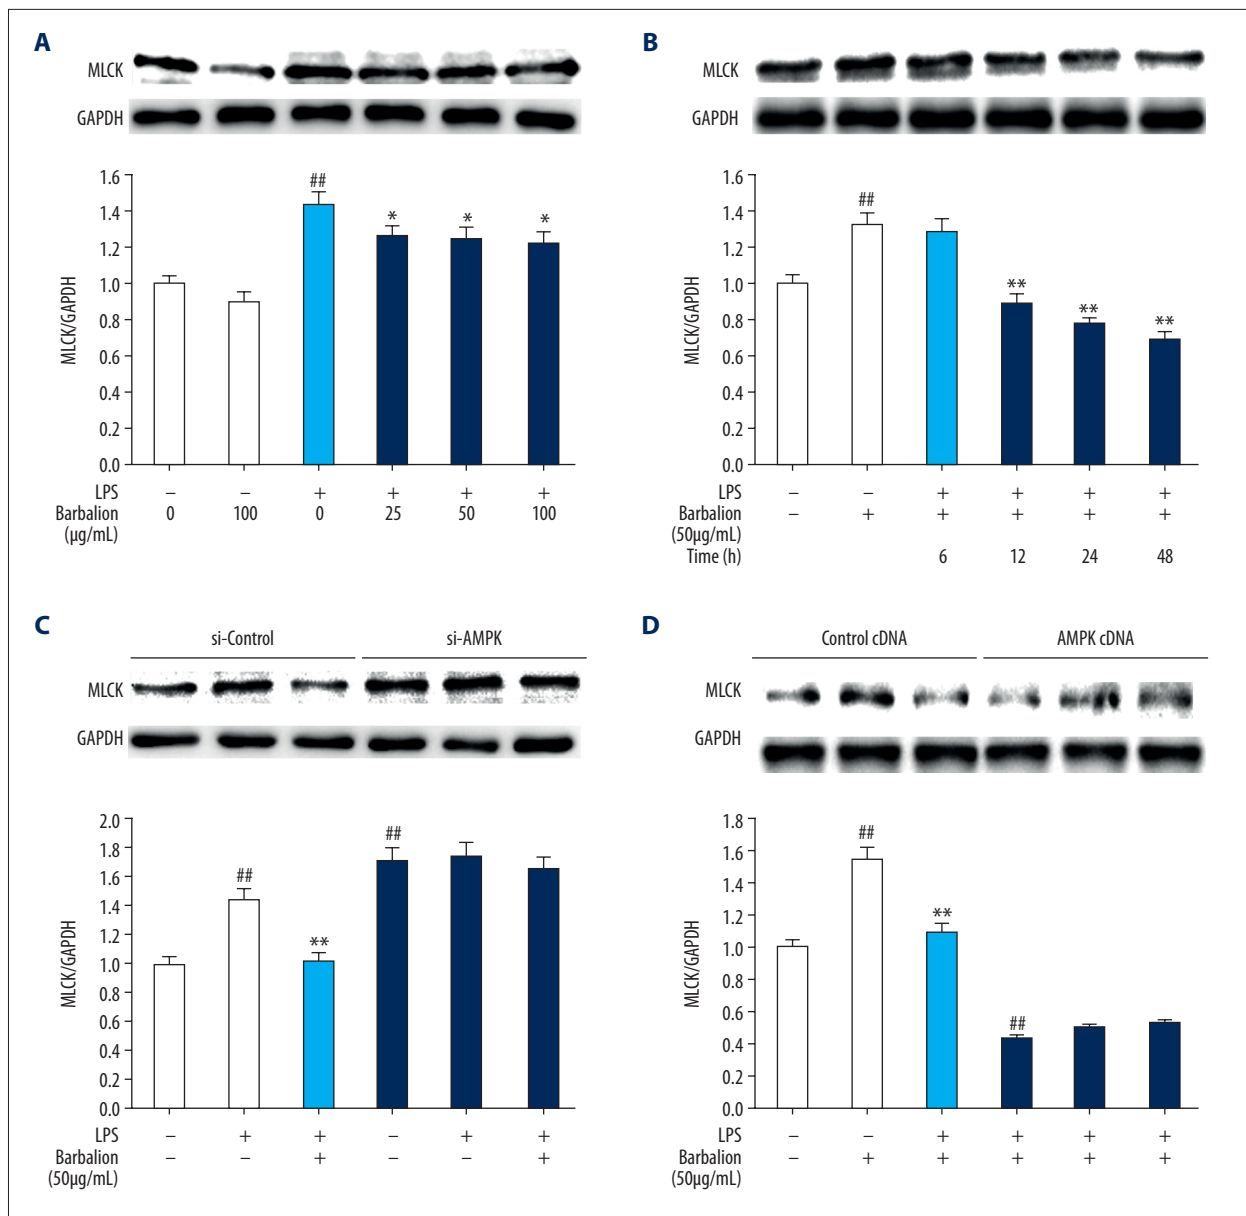 A
MLCK
GAPDH
MLCK/GAPDH
1.6
1.4
1.2
1.0
0.8
0.6
0.4
0.2
0.0
##
*
*
*
LPS – – + + + +
Barbalion 0 100 0 25 50 100
(µg/mL)
B
MLCK
GAPDH
MLCK/GAPDH
1.6
1.4
1.2
1.0
0.8
0.6
0.4
0.2
0.0
##
**
**
**
LPS – – + + + +
Barbalion – + + + + +
(50µg/mL)
Time (h) 6 12 24 48
C
si-Control si-AMPK
MLCK
GAPDH
MLCK/GAPDH
2.0
1.8
1.6
1.4
1.2
1.0
0.8
0.6
0.4
0.2
0.0
##
**
##
LPS – + + – + +
Barbalion – – + – – +
(50µg/mL)
D
Control cDNA AMPK cDNA
MLCK
GAPDH
MLCK/GAPDH
1.8
1.6
1.4
1.2
1.0
0.8
0.6
0.4
0.2
0.0
##
**
##
LPS – – + + + +
Barbalion – + + + + +
(50µg/mL)